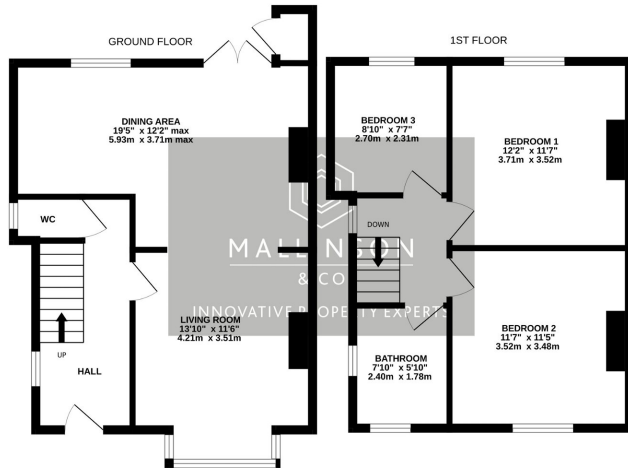 GROUND FLOOR
DINING AREA
19'5" x 12'2" max
5.93m x 3.71m max
WC
UP
HALL
LIVING ROOM
13'10" x 11'6"
4.21m x 3.51m
1ST FLOOR
BEDROOM 3
8'10" x 7'7"
2.70m x 2.31m
BEDROOM 1
12'2" x 11'7"
3.71m x 3.52m
DOWN
BEDROOM 2
11'7" x 11'5"
3.52m x 3.48m
BATHROOM
7'10" x 5'10"
2.40m x 1.78m
MALLINSON
& CO
INNOVATIVE PROPERTY EXPERTS